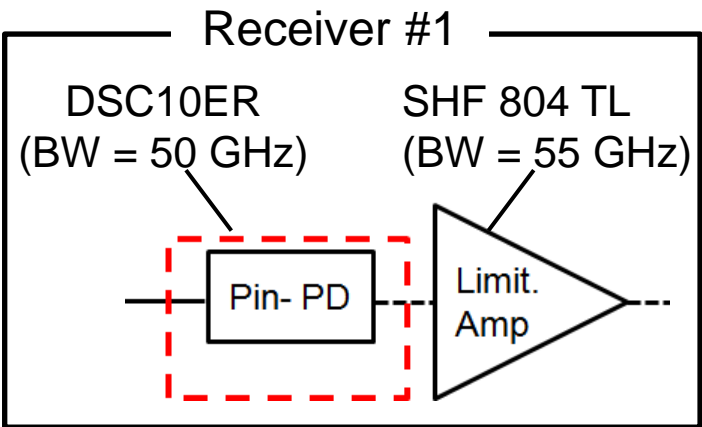 Receiver #1
DSC10ER
(BW = 50 GHz)
SHF 804 TL
(BW = 55 GHz)
Pin- PD
Limit.
Amp